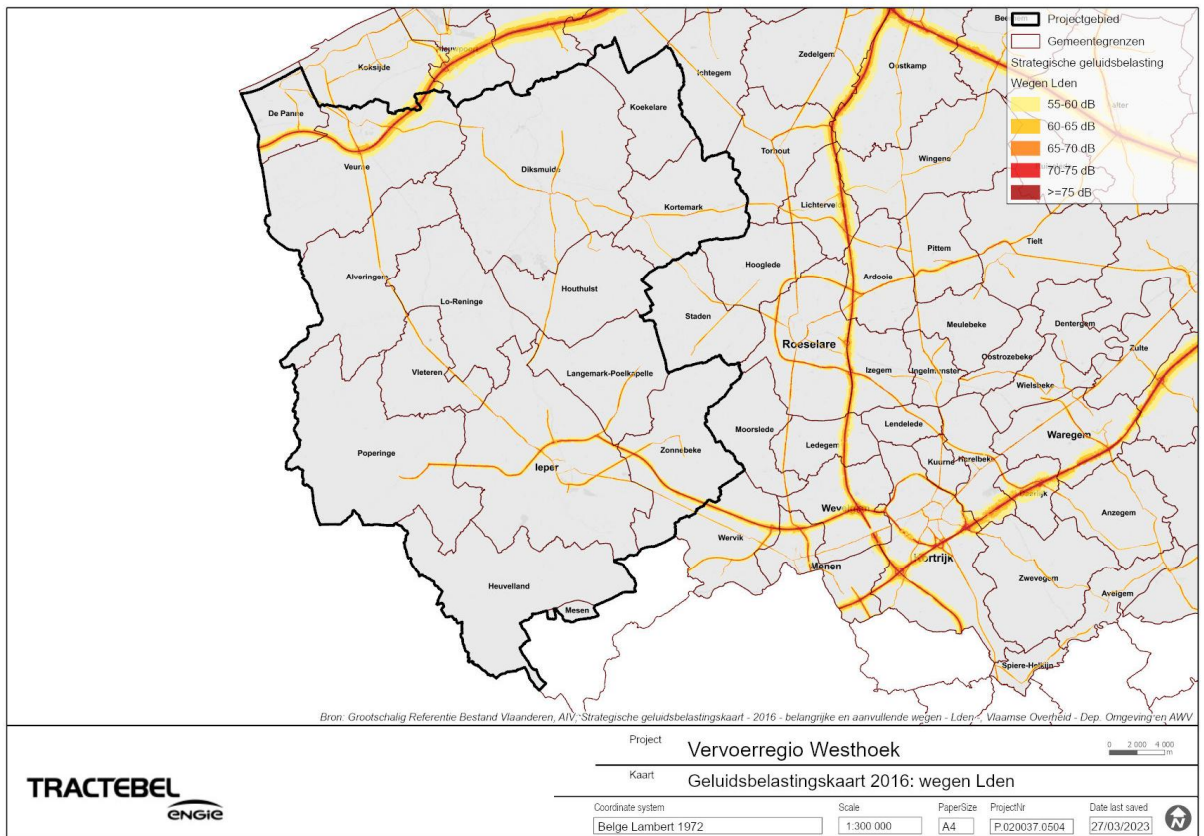 Projectgebied
Gemeentegrenzen
Strategische geluidsbelasting
Wegen Lden
55-60 dB
60-65 dB
65-70 dB
70-75 dB
>=75 dB
Koksijde
De Panne
Veurne
Diksmuide
Koekelare
Ichtegem
Zedelgem
Oostkamp
Torhout
Wingene
Kortemark
Lichtervelde
Pittem
Tielt
Hooglede
Ardooie
Alveringem
Lo-Reninge
Houthulst
Staden
Roeselare
Meulebeke
Dentergem
Oostrozebeke
Zulte
Vleteren
Langemark-Poelkapelle
Izegem
Ingelmunster
Wielsbeke
Moorslede
Ledegem
Lendelede
Waregem
Poperinge
Ieper
Zonnebeke
Kuurne
Wervik
Menen
Kortrijk
Anzegem
Zwevegem
Avelgem
Heuvelland
Mesen
Spiere-Helkijn
Bron: Grootschalig Referentie Bestand Vlaanderen, AIV; Strategische geluidsbelastingskaart - 2016 - belangrijke en aanvullende wegen - Lden -, Vlaamse Overheid - Dep. Omgeving en AWV
Project
Vervoerregio Westhoek
0 2 000 4 000
m
Kaart
Geluidsbelastingskaart 2016: wegen Lden
TRACTEBEL
ENGIE
Coordinate system
Belge Lambert 1972
Scale
1:300 000
PaperSize
A4
ProjectNr
P.020037.0504
Date last saved
27/03/2023
N